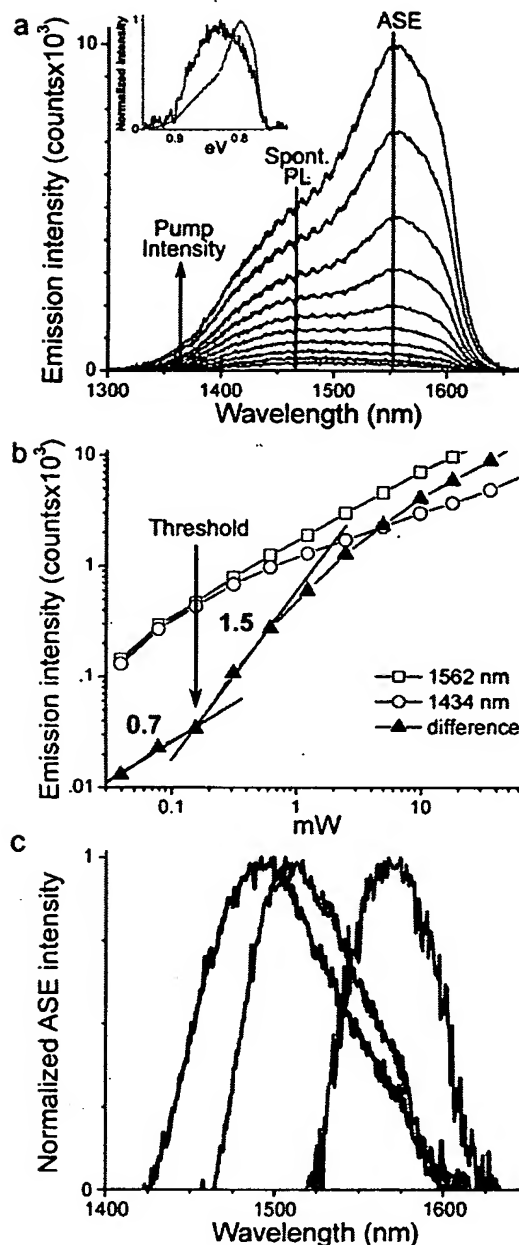 a
ASE
10
1
Normalized Intensity
0
0.9
0.8
eV
Spont.
PL
Pump
Intensity
Emission intensity (countsx10³)
0
1300
1400
1500
1600
Wavelength (nm)
b
10
Threshold
1
1.5
.1
0.7
.01
Emission intensity (countsx10³)
1562 nm
1434 nm
difference
0.1
1
10
mW
c
1
Normalized ASE intensity
0
1400
1500
1600
Wavelength (nm)